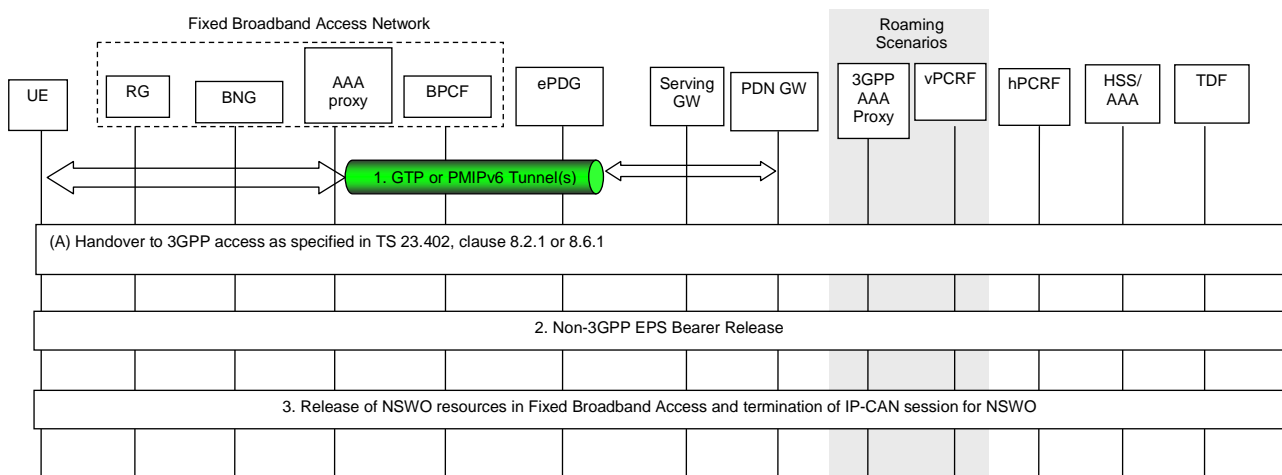 Fixed Broadband Access Network
Roaming
Scenarios
UE
RG
BNG
AAA
proxy
BPCF
ePDG
Serving
GW
PDN GW
3GPP
AAA
Proxy
vPCRF
hPCRF
HSS/
AAA
TDF
1. GTP or PMIPv6 Tunnel(s)
(A) Handover to 3GPP access as specified in TS 23.402, clause 8.2.1 or 8.6.1
2. Non-3GPP EPS Bearer Release
3. Release of NSWO resources in Fixed Broadband Access and termination of IP-CAN session for NSWO